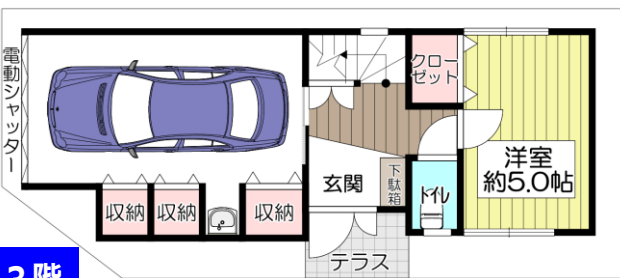 電動シャッター
クロー
ゼット
洋室
約5.0帖
玄関
下駄箱
トイレ
収納
収納
収納
テラス
2階